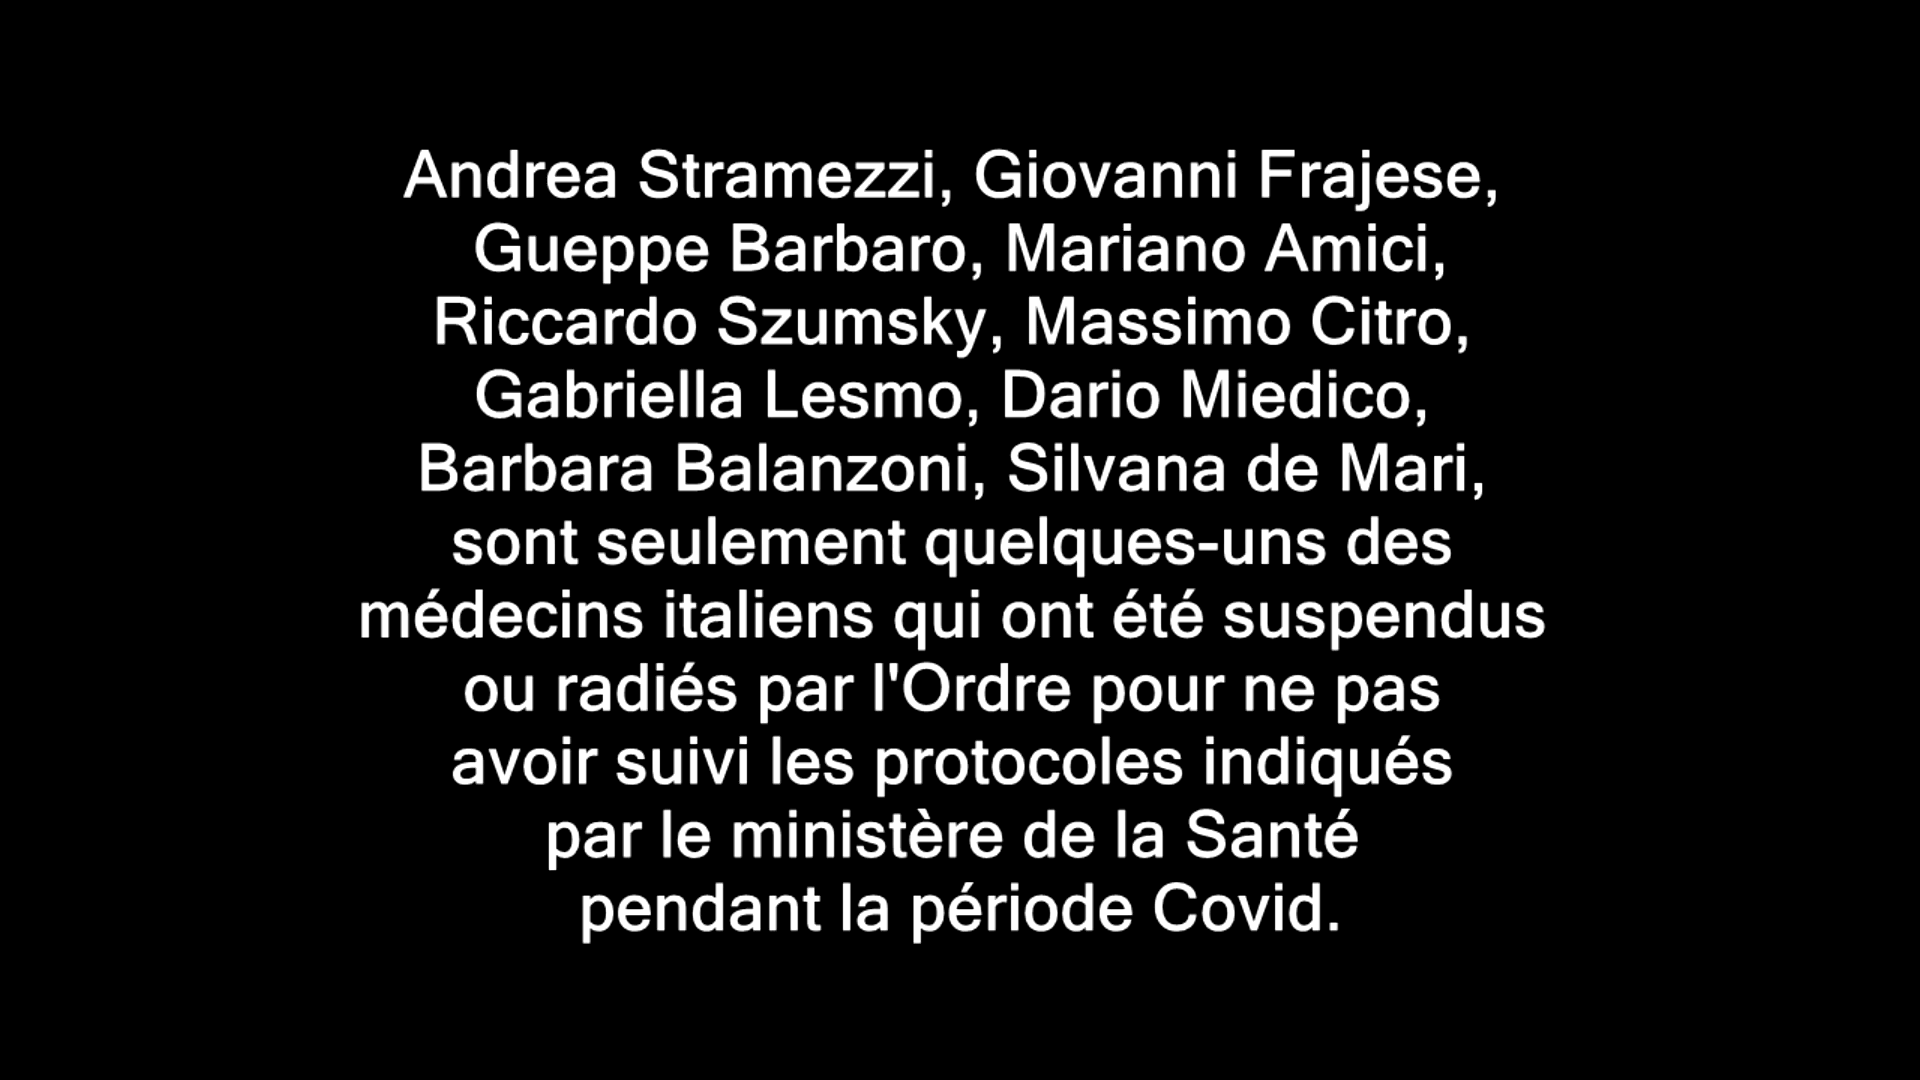 Andrea Stramezzi, Giovanni Frajese,
Gueppe Barbaro, Mariano Amici,
Riccardo Szumsky, Massimo Citro,
Gabriella Lesmo, Dario Miedico,
Barbara Balanzoni, Silvana de Mari,
sont seulement quelques-uns des
médecins italiens qui ont été suspendus
ou radiés par l'Ordre pour ne pas
avoir suivi les protocoles indiqués
par le ministère de la Santé
pendant la période Covid.